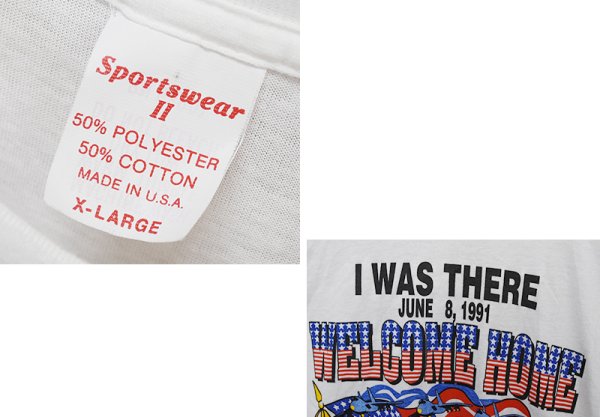 Sportswear
II
50% POLYESTER
50% COTTON
MADE IN U.S.A.
X-LARGE
I WAS THERE
JUNE 8, 1991
WELCOME HOME